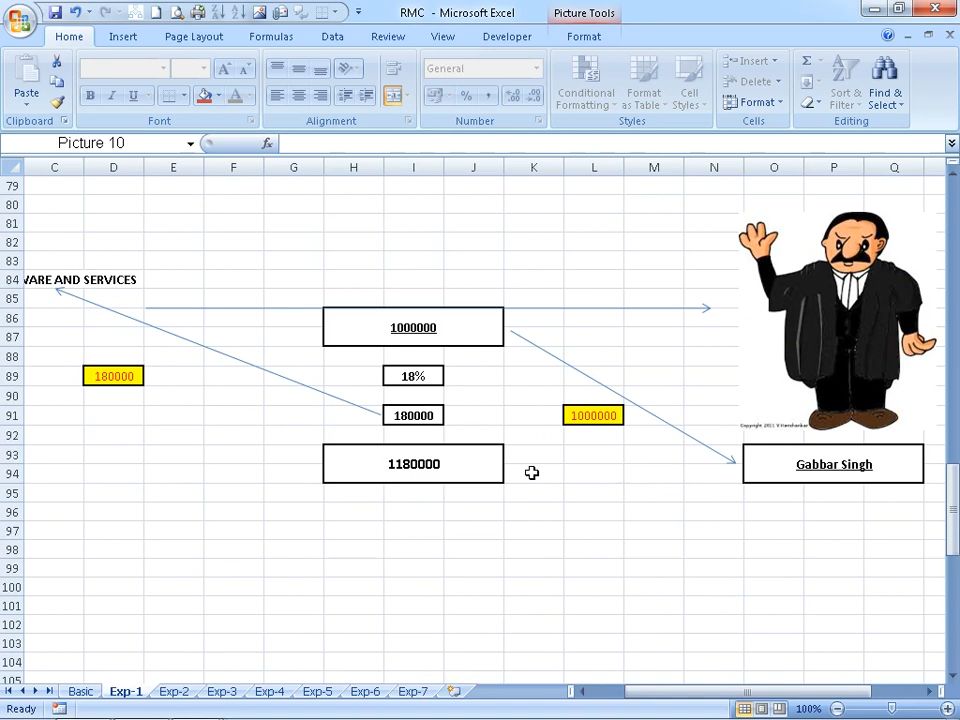 RMC - Microsoft Excel
Picture Tools
Home Insert Page Layout Formulas Data Review View Developer Format
Paste
Clipboard
B I U A
Font
Alignment
General
% ,
Number
Conditional Formatting
Format as Table
Cell Styles
Styles
Insert
Delete
Format
Cells
Σ
Sort & Filter
Find & Select
Editing
Picture 10
fx
C D E F G H I J K L M N O P Q
79
80
81
82
83
84 WARE AND SERVICES
85
86
1000000
87
88
89 180000 18%
90
91 180000 1000000
92
93
1180000 Gabbar Singh
94
95
96
97
98
99
100
101
102
103
104
105
Basic Exp-1 Exp-2 Exp-3 Exp-4 Exp-5 Exp-6 Exp-7
Ready
100%